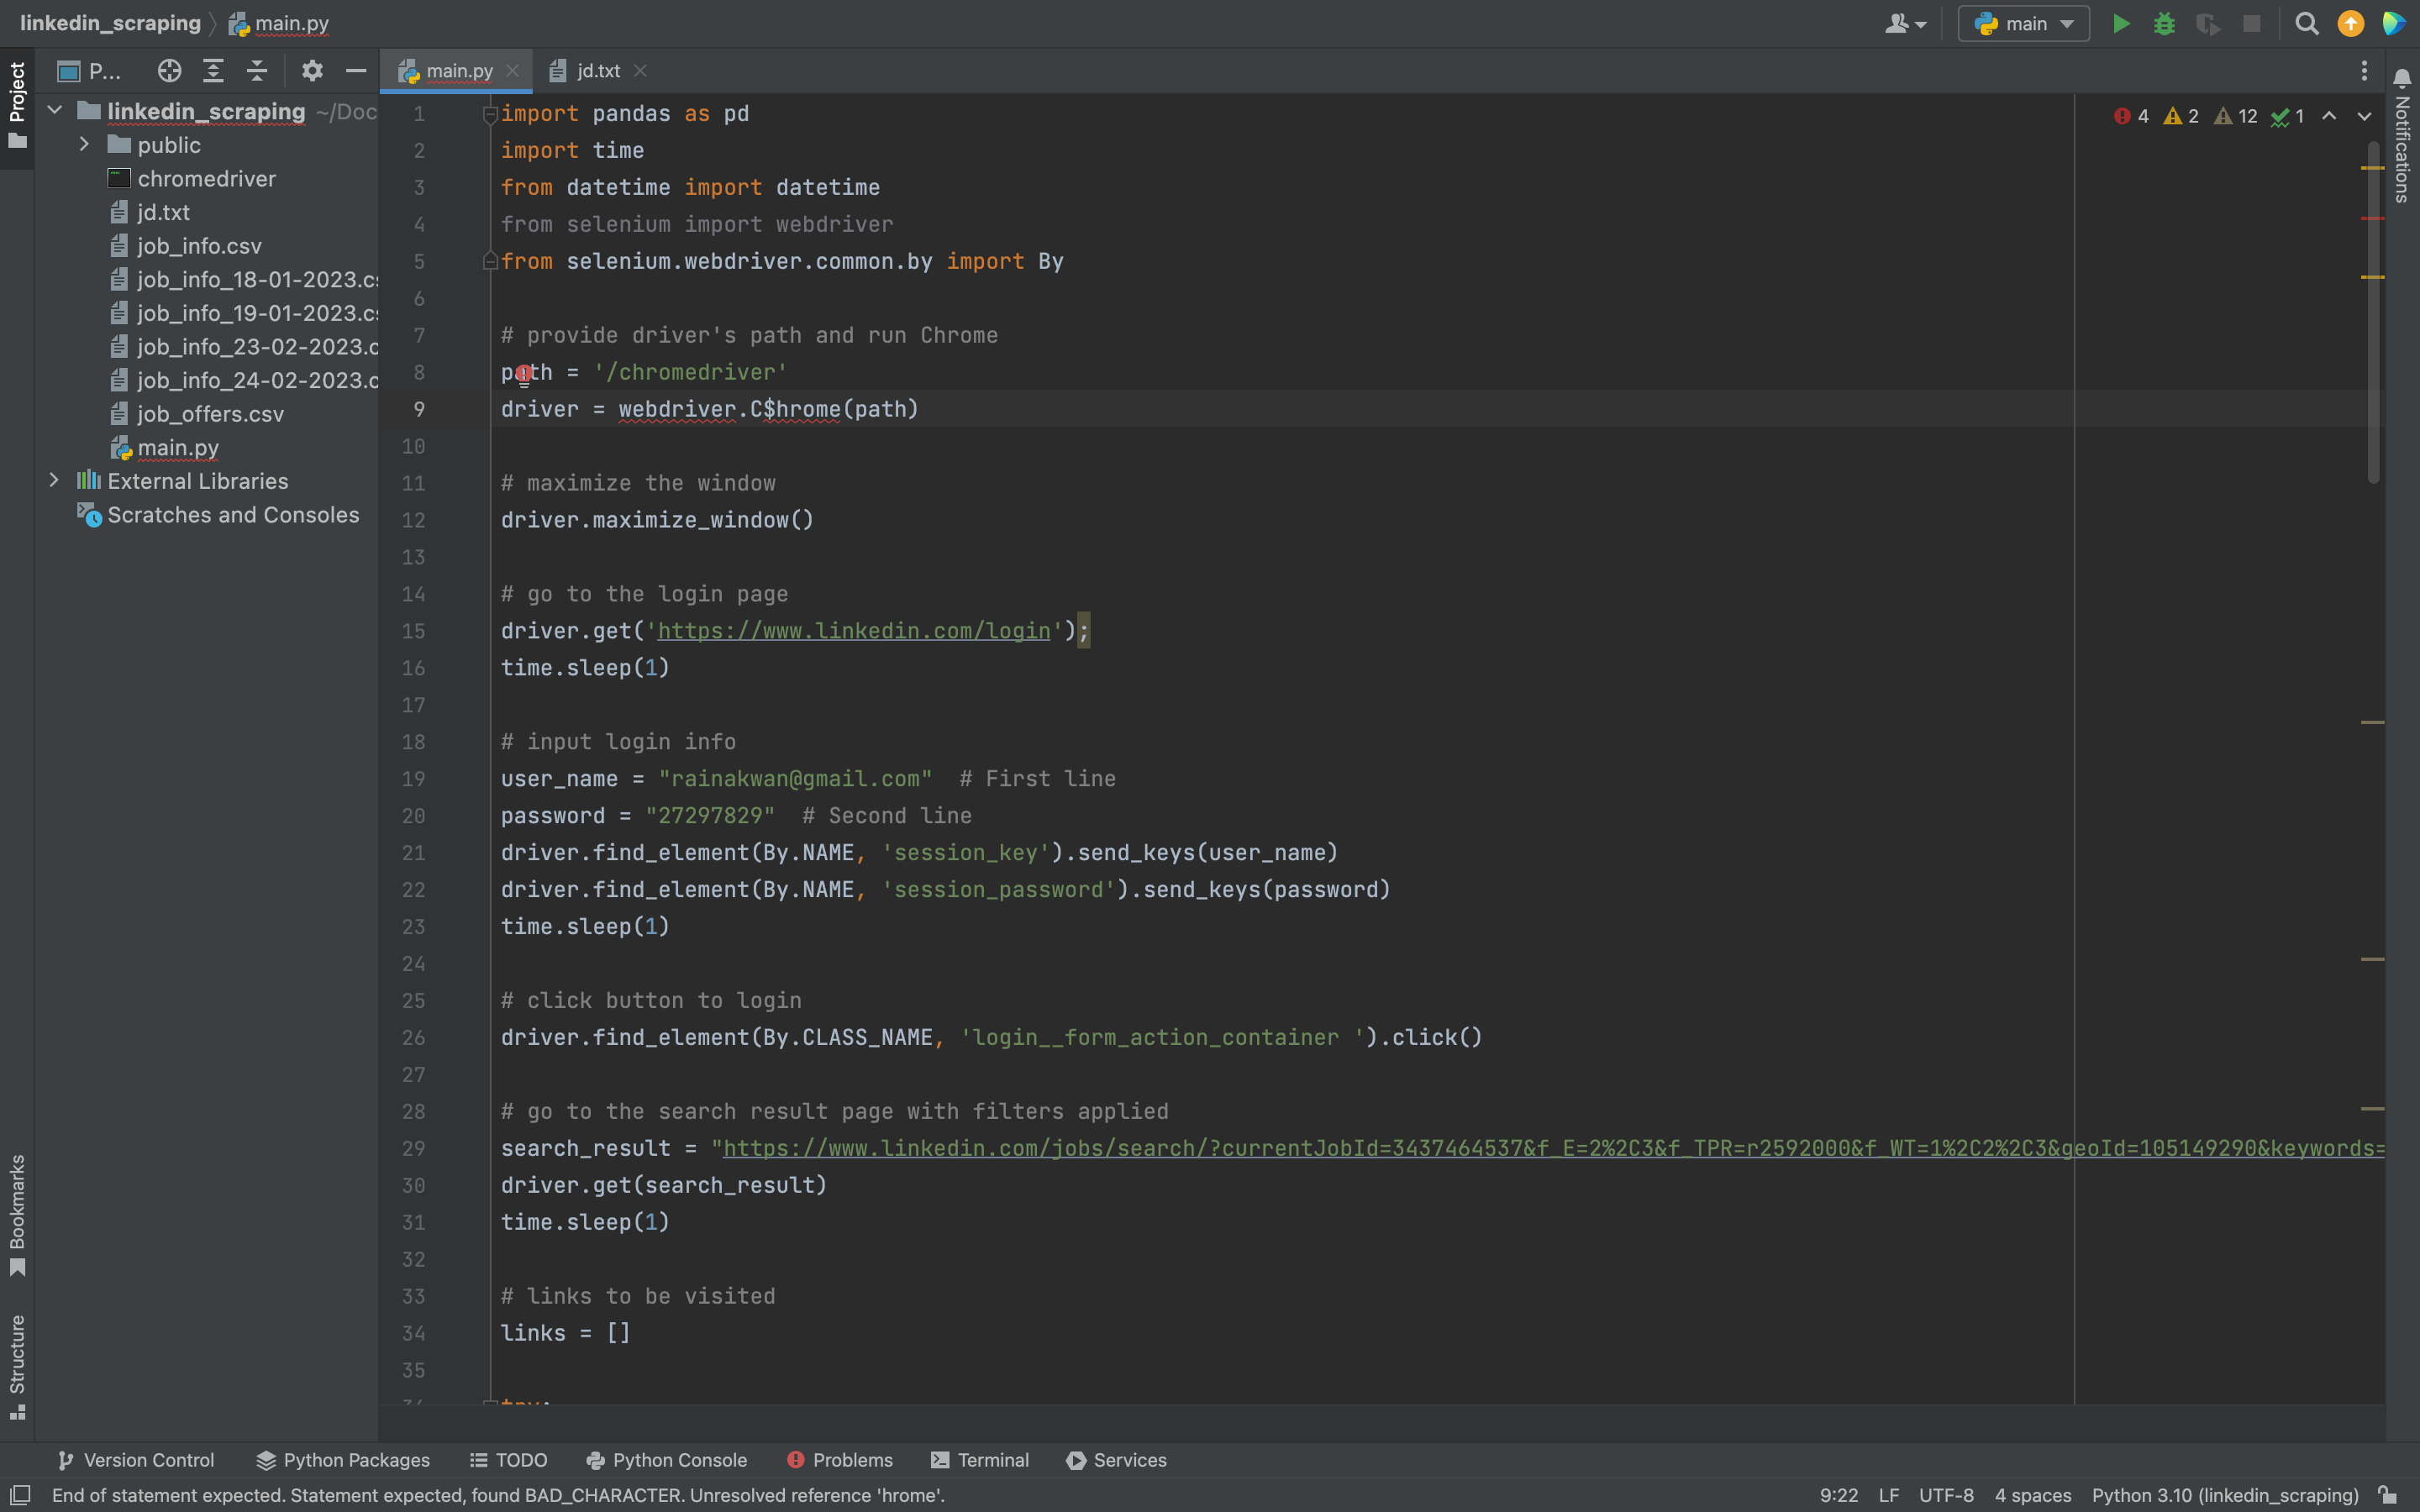 linkedin_scraping main.py
main
Project
P...
main.py
jd.txt
linkedin_scraping ~/Doc
public
chromedriver
jd.txt
job_info.csv
job_info_18-01-2023.cs
job_info_19-01-2023.cs
job_info_23-02-2023.c
job_info_24-02-2023.c
job_offers.csv
main.py
External Libraries
Scratches and Consoles
4 2 12 1
Notifications
1 import pandas as pd
2 import time
3 from datetime import datetime
4 from selenium import webdriver
5 from selenium.webdriver.common.by import By
6
7 # provide driver's path and run Chrome
8 path = '/chromedriver'
9 driver = webdriver.C$hrome(path)
10
11 # maximize the window
12 driver.maximize_window()
13
14 # go to the login page
15 driver.get('https://www.linkedin.com/login');
16 time.sleep(1)
17
18 # input login info
19 user_name = "rainakwan@gmail.com"  # First line
20 password = "27297829"  # Second line
21 driver.find_element(By.NAME, 'session_key').send_keys(user_name)
22 driver.find_element(By.NAME, 'session_password').send_keys(password)
23 time.sleep(1)
24
25 # click button to login
26 driver.find_element(By.CLASS_NAME, 'login__form_action_container ').click()
27
28 # go to the search result page with filters applied
29 search_result = "https://www.linkedin.com/jobs/search/?currentJobId=3437464537&f_E=2%2C3&f_TPR=r2592000&f_WT=1%2C2%2C3&geoId=105149290&keywords=
30 driver.get(search_result)
31 time.sleep(1)
32
33 # links to be visited
34 links = []
35
Bookmarks
Structure
Version Control
Python Packages
TODO
Python Console
Problems
Terminal
Services
End of statement expected. Statement expected, found BAD_CHARACTER. Unresolved reference 'hrome'.
9:22 LF UTF-8 4 spaces Python 3.10 (linkedin_scraping)